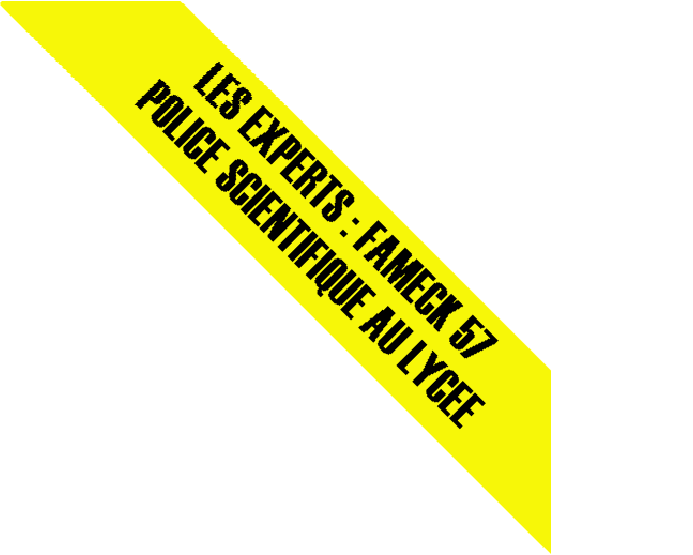 LES EXPERTS : FAMECK 57
POLICE SCIENTIFIQUE AU LYCEE